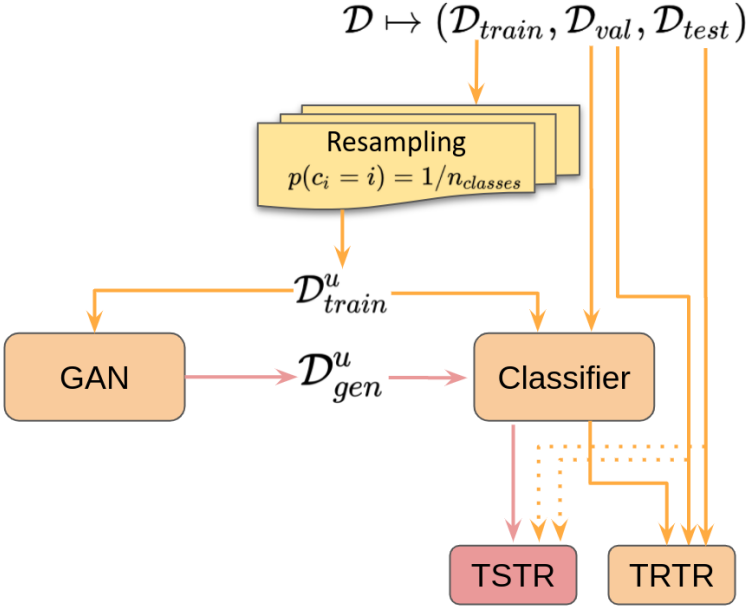 𝒟 ↦ (𝒟_train, 𝒟_val, 𝒟_test)
Resampling
p(c_i = i) = 1/n_classes
𝒟^u_train
GAN
𝒟^u_gen
Classifier
TSTR
TRTR